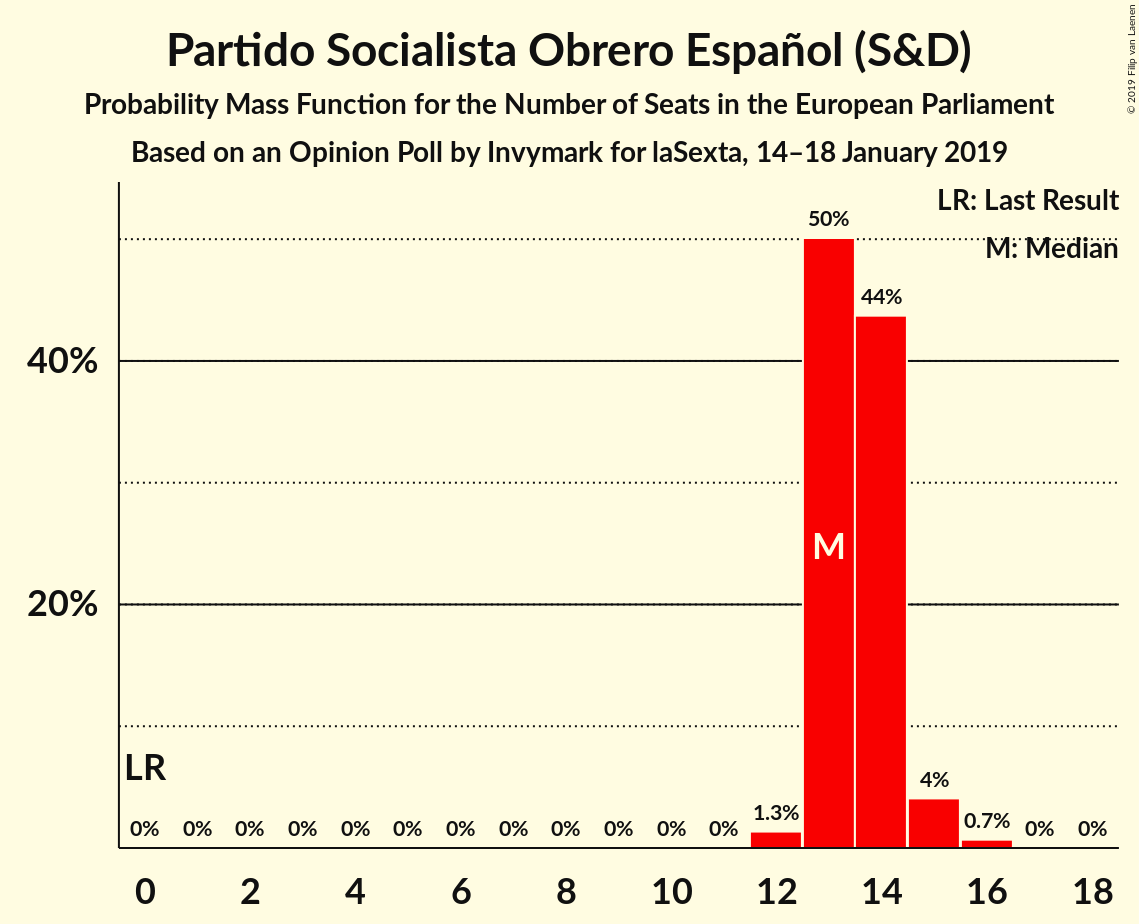 Partido Socialista Obrero Español (S&D)
Probability Mass Function for the Number of Seats in the European Parliament
Based on an Opinion Poll by Invymark for laSexta, 14–18 January 2019
© 2019 Filip van Laenen
LR: Last Result
M: Median
50%
44%
40%
M
20%
LR
4%
1.3%
0.7%
0% 0% 0% 0% 0% 0% 0% 0% 0% 0% 0% 0% 0% 0%
0 2 4 6 8 10 12 14 16 18